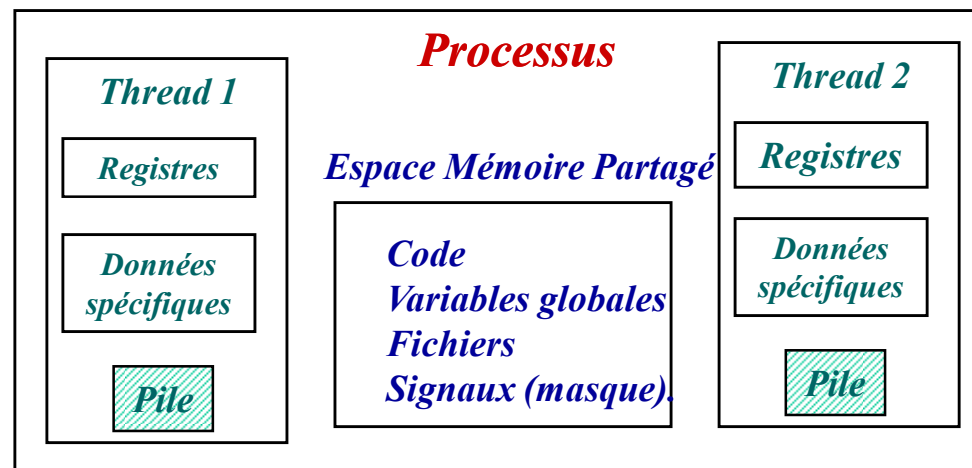 Processus
Thread 1
Registres
Données
spécifiques
Pile
Espace Mémoire Partagé
Code
Variables globales
Fichiers
Signaux (masque).
Thread 2
Registres
Données
spécifiques
Pile